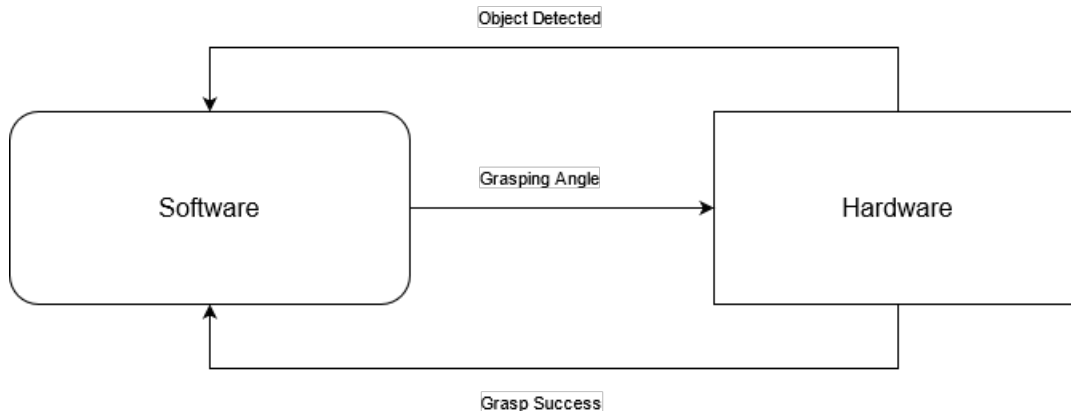 Object Detected
Software
Grasping Angle
Hardware
Grasp Success